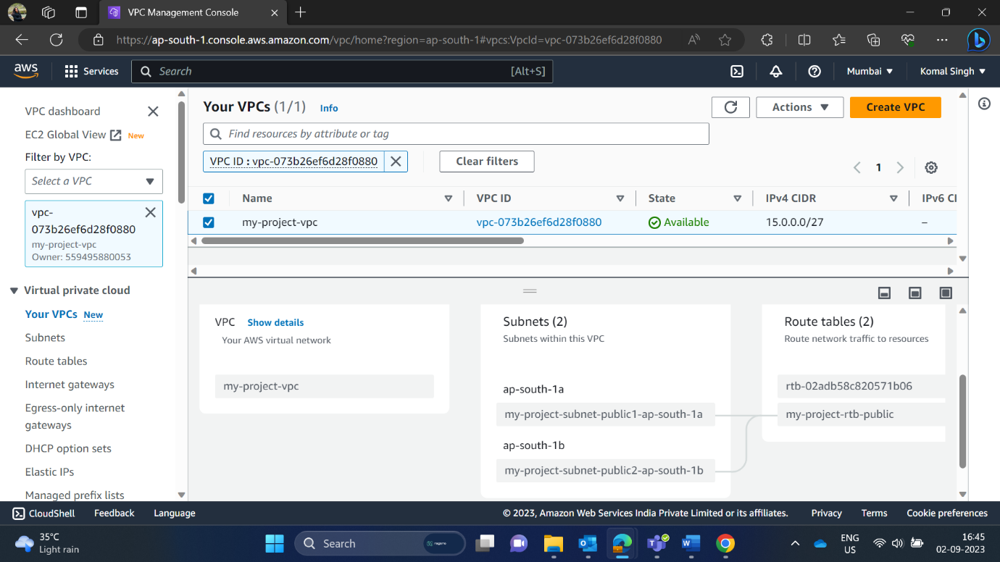 VPC Management Console
https://ap-south-1.console.aws.amazon.com/vpc/home?region=ap-south-1#vpcs:VpcId=vpc-073b26ef6d28f0880
aws
Services
Search
[Alt+S]
Mumbai
Komal Singh
VPC dashboard
EC2 Global View New
Filter by VPC:
Select a VPC
vpc-
073b26ef6d28f0880
my-project-vpc
Owner: 559495880053
Virtual private cloud
Your VPCs New
Subnets
Route tables
Internet gateways
Egress-only internet
gateways
DHCP option sets
Elastic IPs
Managed prefix lists
Your VPCs (1/1) Info
Actions
Create VPC
Find resources by attribute or tag
VPC ID : vpc-073b26ef6d28f0880
Clear filters
1
Name VPC ID State IPv4 CIDR IPv6 CI
my-project-vpc vpc-073b26ef6d28f0880 Available 15.0.0.0/27 –
VPC Show details
Your AWS virtual network
my-project-vpc
Subnets (2)
Subnets within this VPC
ap-south-1a
my-project-subnet-public1-ap-south-1a
ap-south-1b
my-project-subnet-public2-ap-south-1b
Route tables (2)
Route network traffic to resources
rtb-02adb58c820571b06
my-project-rtb-public
CloudShell Feedback Language
© 2023, Amazon Web Services India Private Limited or its affiliates. Privacy Terms Cookie preferences
35°C
Light rain
Search
ENG
US
16:45
02-09-2023